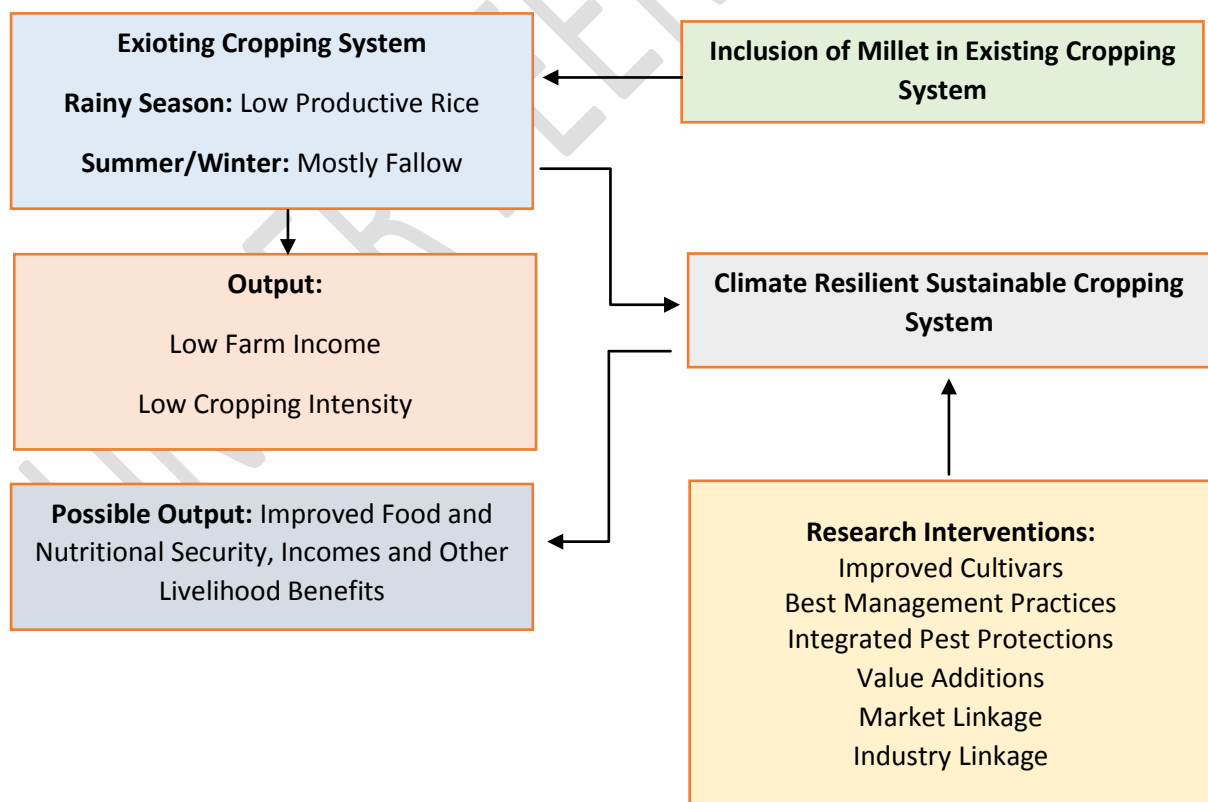 Exioting Cropping System
Rainy Season: Low Productive Rice
Summer/Winter: Mostly Fallow
Inclusion of Millet in Existing Cropping
System
Output:
Low Farm Income
Low Cropping Intensity
Climate Resilient Sustainable Cropping
System
Possible Output: Improved Food and
Nutritional Security, Incomes and Other
Livelihood Benefits
Research Interventions:
Improved Cultivars
Best Management Practices
Integrated Pest Protections
Value Additions
Market Linkage
Industry Linkage